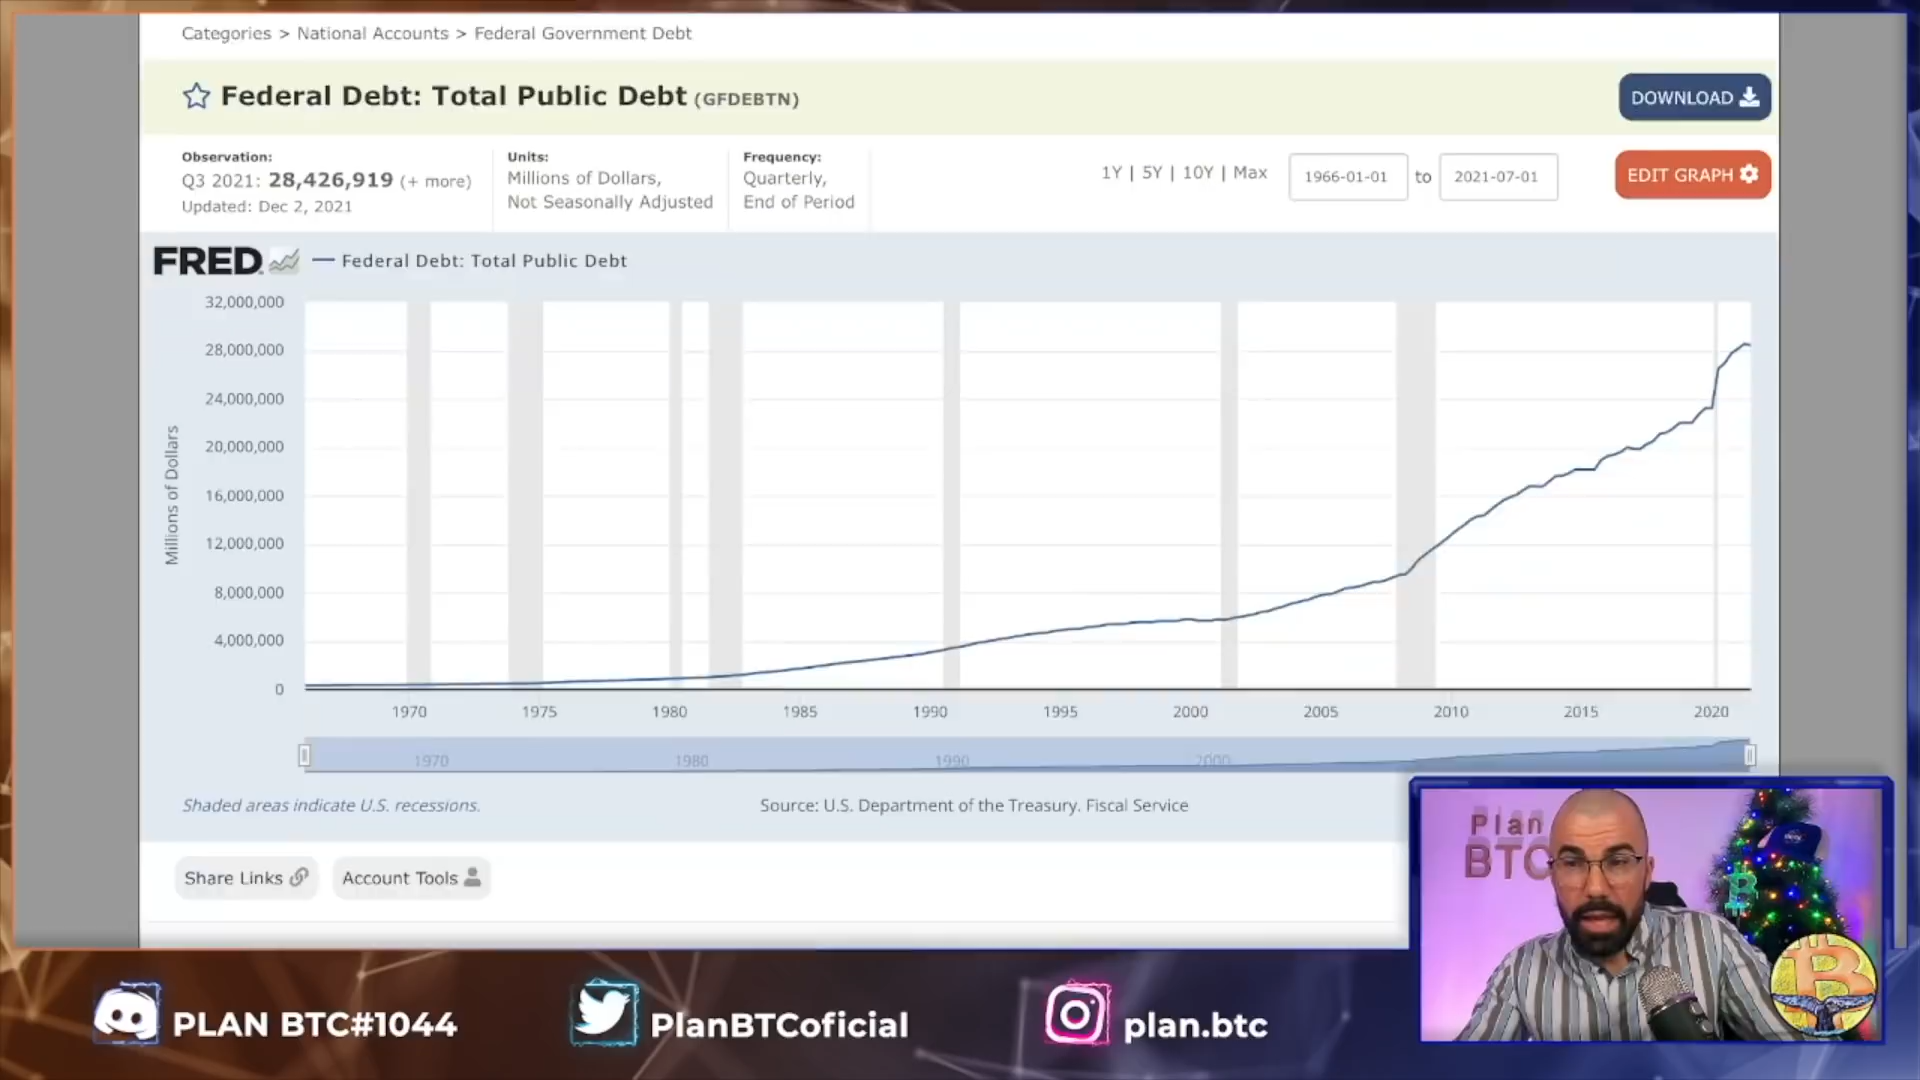 Categories > National Accounts > Federal Government Debt
Federal Debt: Total Public Debt (GFDEBTN)
DOWNLOAD
Observation:
Q3 2021: 28,426,919 (+ more)
Updated: Dec 2, 2021
Units:
Millions of Dollars,
Not Seasonally Adjusted
Frequency:
Quarterly,
End of Period
1Y | 5Y | 10Y | Max
1966-01-01 to 2021-07-01
EDIT GRAPH
FRED
Federal Debt: Total Public Debt
32,000,000
28,000,000
24,000,000
20,000,000
16,000,000
12,000,000
8,000,000
4,000,000
0
Millions of Dollars
1970 1975 1980 1985 1990 1995 2000 2005 2010 2015 2020
1970 1980 1990 2000
Shaded areas indicate U.S. recessions.
Source: U.S. Department of the Treasury. Fiscal Service
Share Links
Account Tools
Plan
BTC
PLAN BTC#1044
PlanBTCoficial
plan.btc